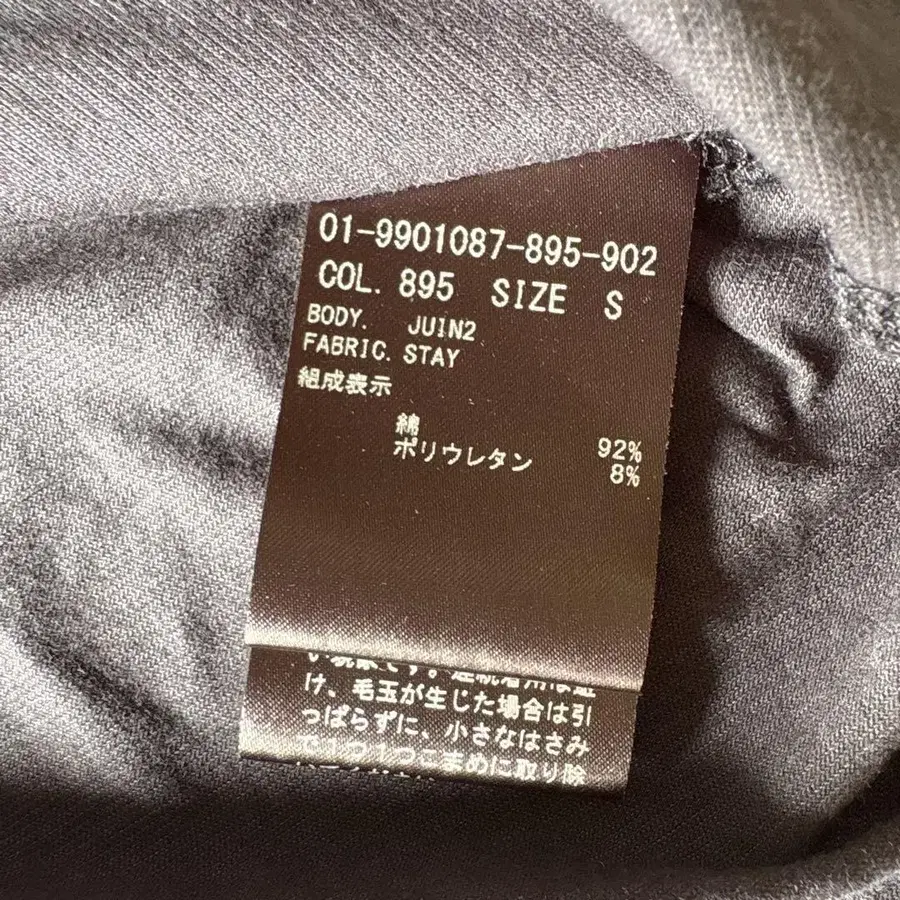 01-9901087-895-902
COL. 895 SIZE S
BODY. JUIN2
FABRIC. STAY
組成表示
綿 92%
ポリウレタン 8%
け、毛玉が生じた場合は引
っぱらずに、小さなはさみ
で1つ1つこまめに取り除